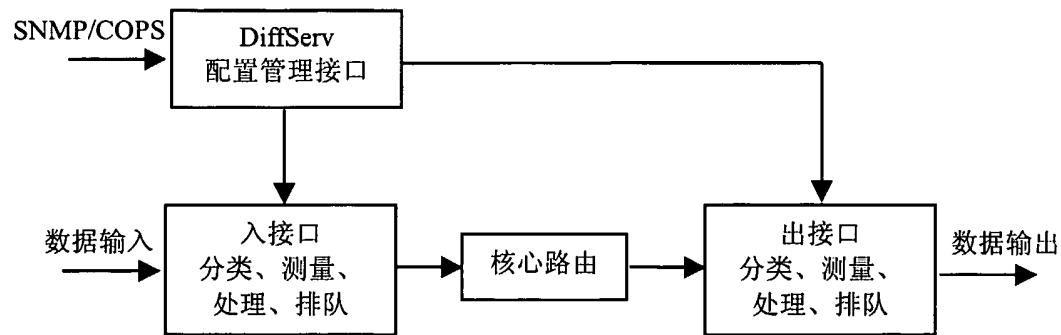 SNMP/COPS
DiffServ
配置管理接口
数据输入
入接口
分类、测量、
处理、排队
核心路由
出接口
分类、测量、
处理、排队
数据输出